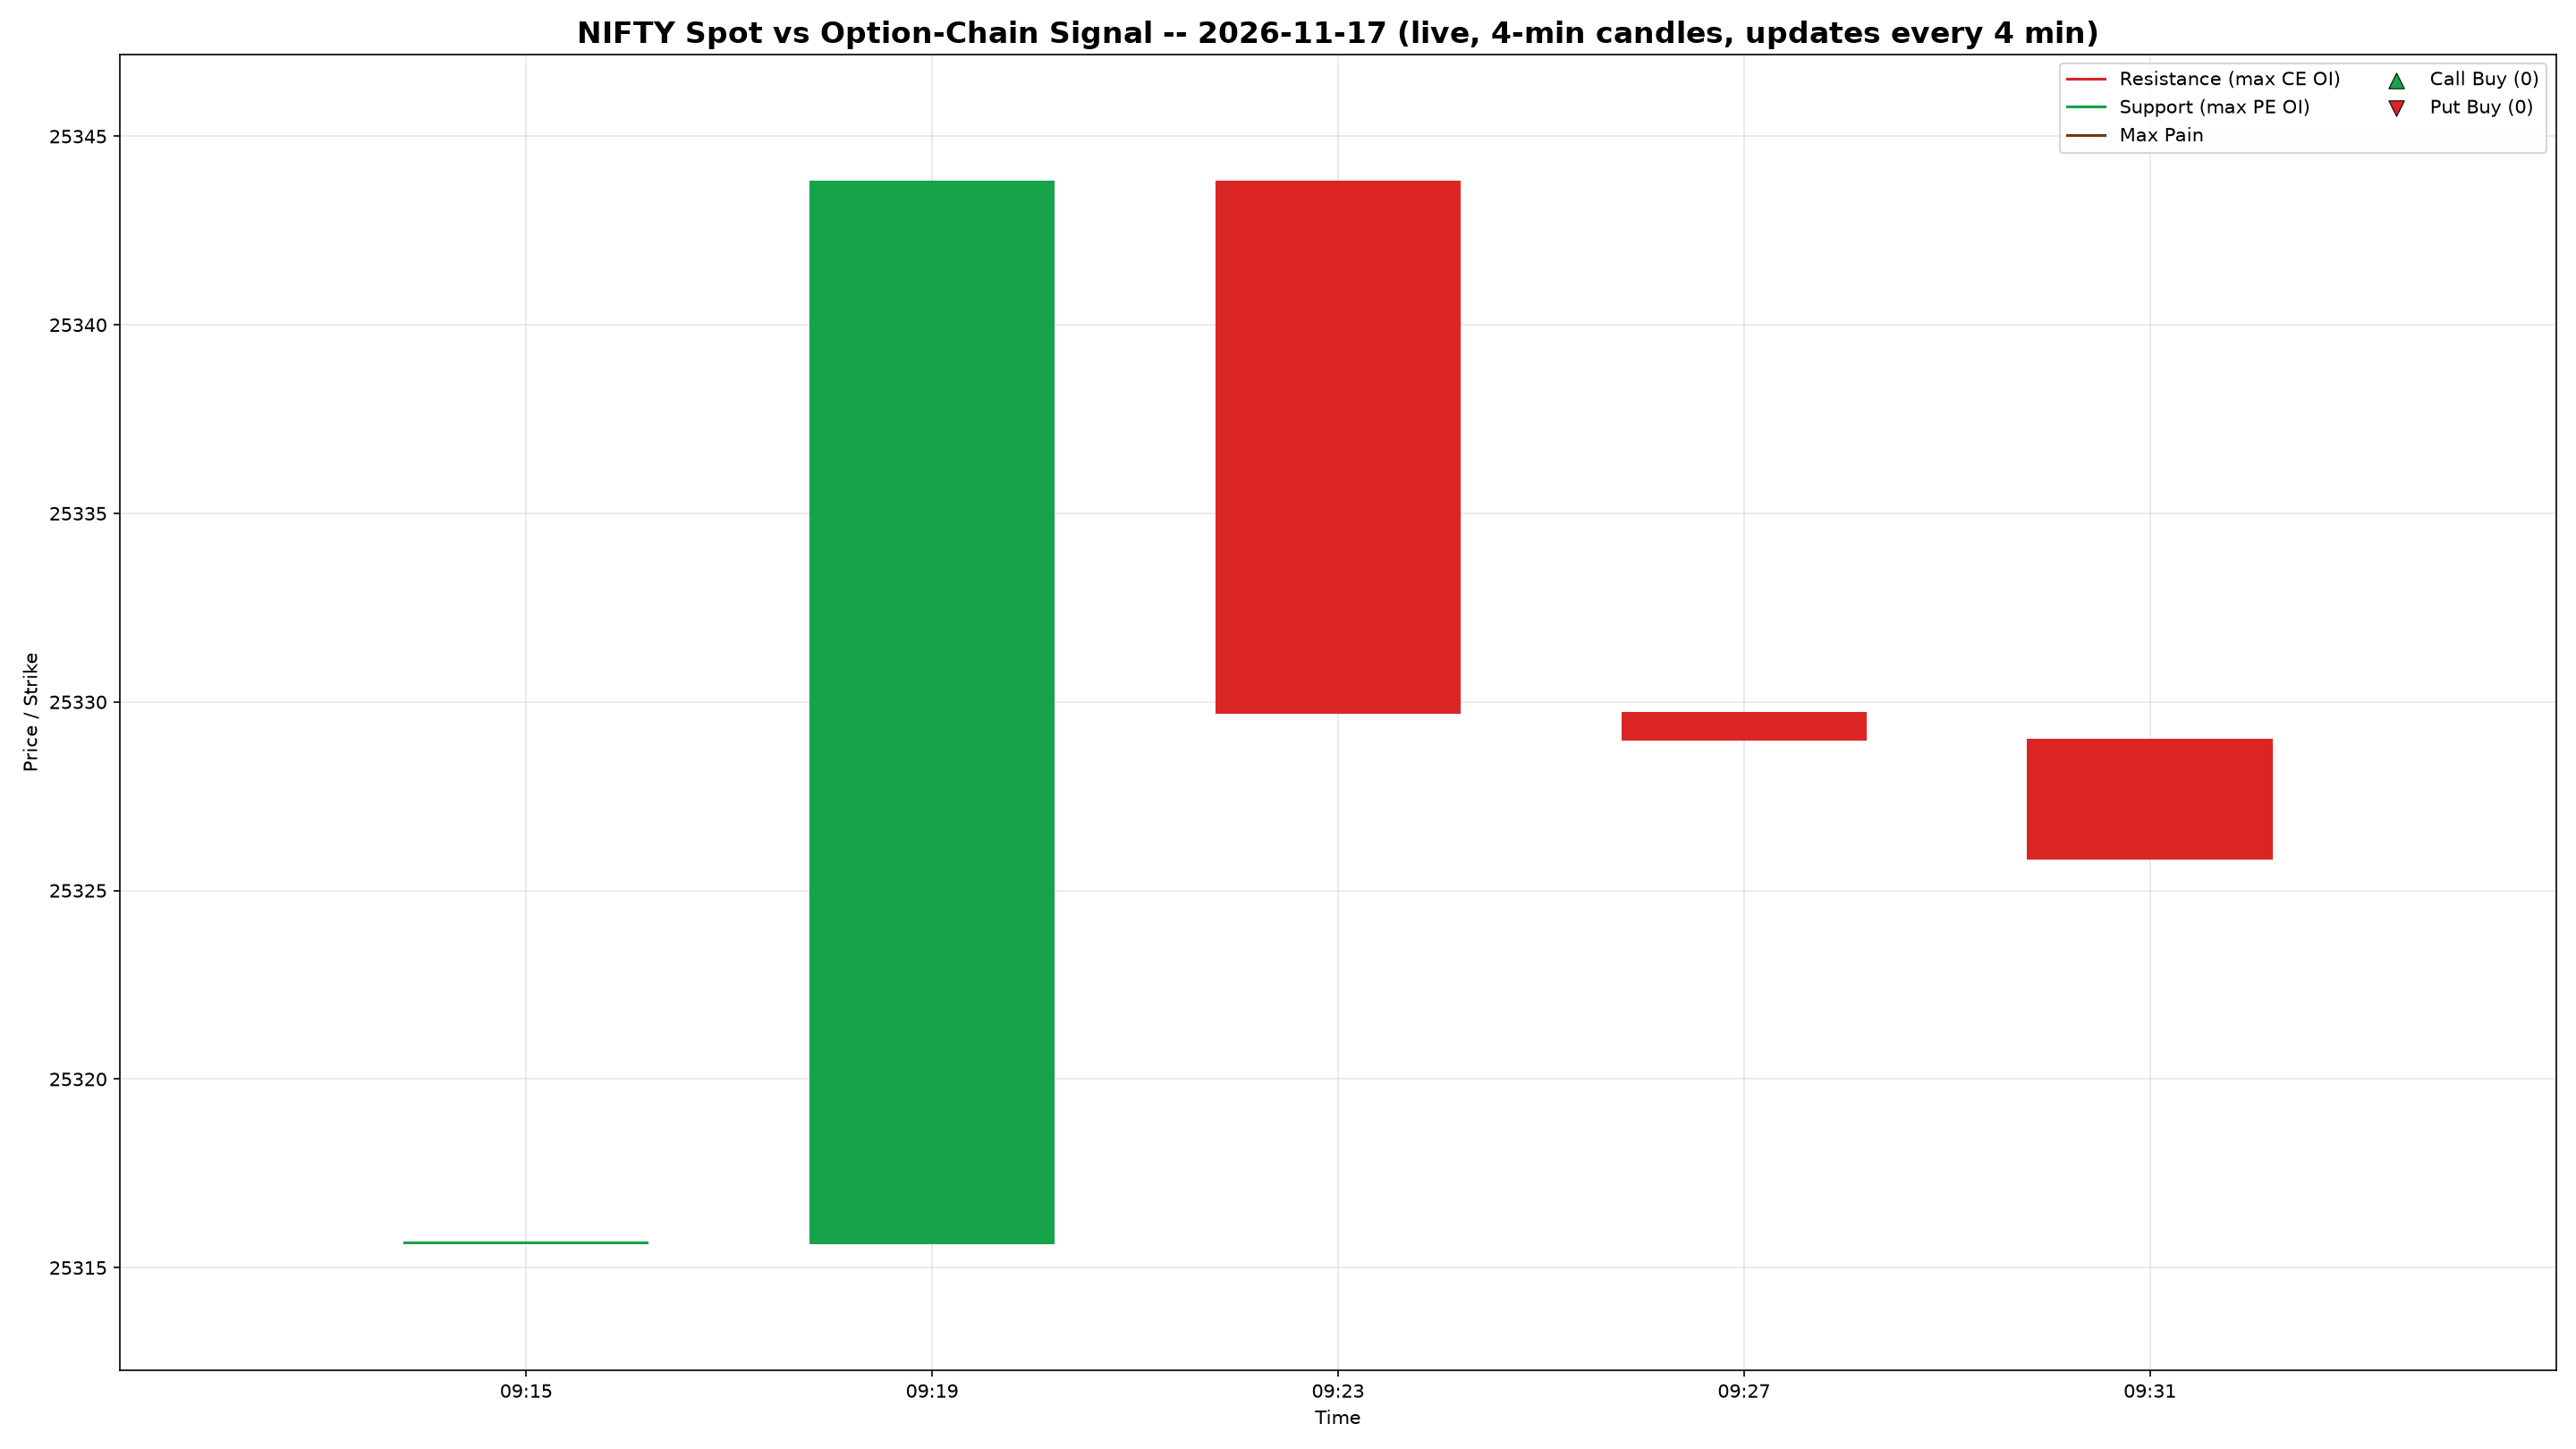 NIFTY Spot vs Option-Chain Signal -- 2026-11-17 (live, 4-min candles, updates every 4 min)
Resistance (max CE OI)
Support (max PE OI)
Max Pain
Call Buy (0)
Put Buy (0)
Price / Strike
25345
25340
25335
25330
25325
25320
25315
09:15
09:19
09:23
09:27
09:31
Time